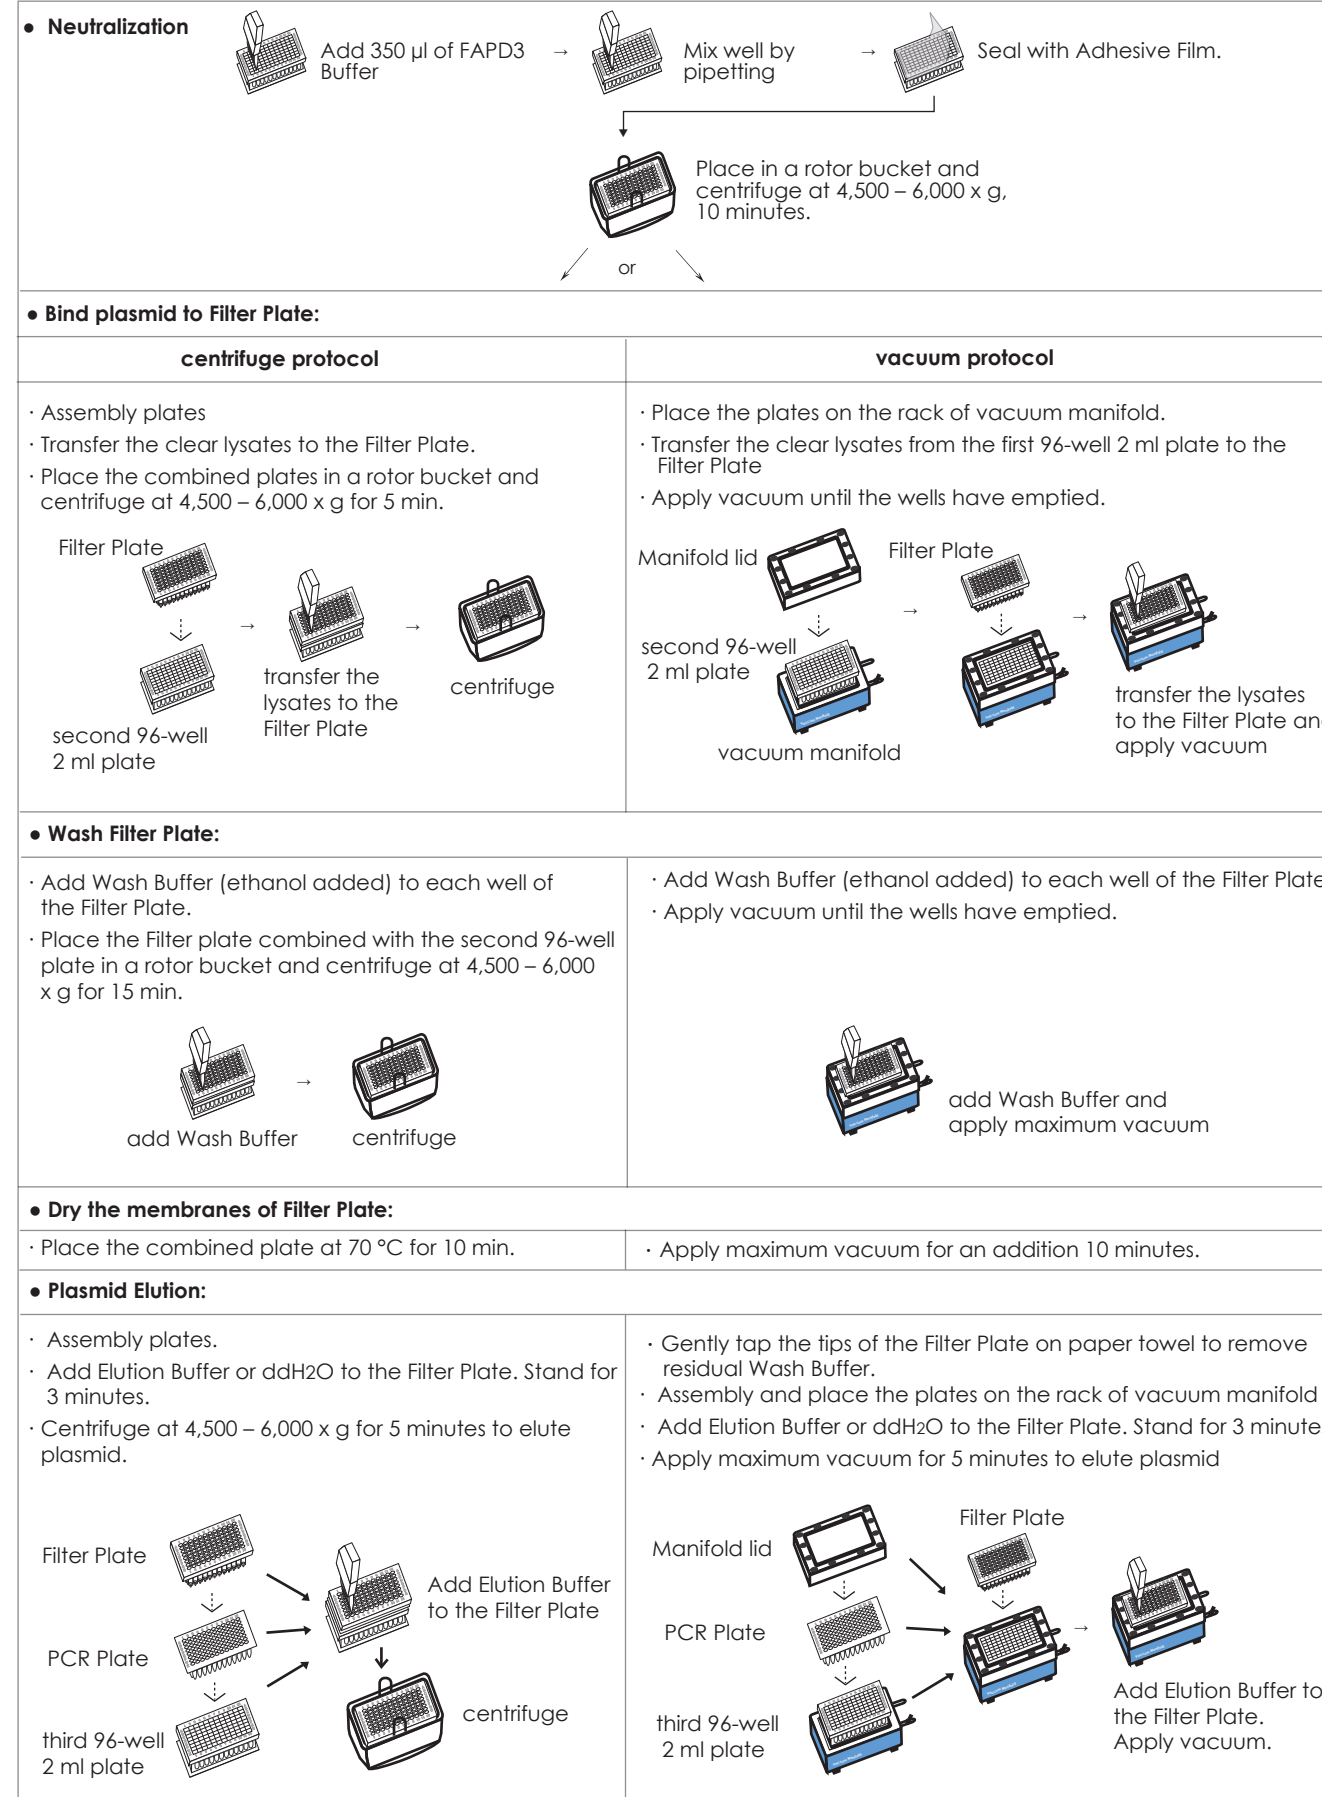 ● Neutralization
Add 350 µl of FAPD3
Buffer
→
Mix well by
pipetting
→
Seal with Adhesive Film.
Place in a rotor bucket and
centrifuge at 4,500 – 6,000 x g,
10 minutes.
or
● Bind plasmid to Filter Plate:
centrifuge protocol
· Assembly plates
· Transfer the clear lysates to the Filter Plate.
· Place the combined plates in a rotor bucket and
centrifuge at 4,500 – 6,000 x g for 5 min.
Filter Plate
second 96-well
2 ml plate
→
transfer the
lysates to the
Filter Plate
→
centrifuge
vacuum protocol
· Place the plates on the rack of vacuum manifold.
· Transfer the clear lysates from the first 96-well 2 ml plate to the
Filter Plate
· Apply vacuum until the wells have emptied.
Manifold lid
second 96-well
2 ml plate
vacuum manifold
→
Filter Plate
→
transfer the lysates
to the Filter Plate an
apply vacuum
● Wash Filter Plate:
· Add Wash Buffer (ethanol added) to each well of
the Filter Plate.
· Place the Filter plate combined with the second 96-well
plate in a rotor bucket and centrifuge at 4,500 – 6,000
x g for 15 min.
add Wash Buffer
→
centrifuge
· Add Wash Buffer (ethanol added) to each well of the Filter Plate
· Apply vacuum until the wells have emptied.
add Wash Buffer and
apply maximum vacuum
● Dry the membranes of Filter Plate:
· Place the combined plate at 70 °C for 10 min.
· Apply maximum vacuum for an addition 10 minutes.
● Plasmid Elution:
· Assembly plates.
· Add Elution Buffer or ddH2O to the Filter Plate. Stand for
3 minutes.
· Centrifuge at 4,500 – 6,000 x g for 5 minutes to elute
plasmid.
Filter Plate
PCR Plate
third 96-well
2 ml plate
Add Elution Buffer
to the Filter Plate
centrifuge
· Gently tap the tips of the Filter Plate on paper towel to remove
residual Wash Buffer.
· Assembly and place the plates on the rack of vacuum manifold
· Add Elution Buffer or ddH2O to the Filter Plate. Stand for 3 minute
· Apply maximum vacuum for 5 minutes to elute plasmid
Manifold lid
PCR Plate
third 96-well
2 ml plate
Filter Plate
→
Add Elution Buffer to
the Filter Plate.
Apply vacuum.